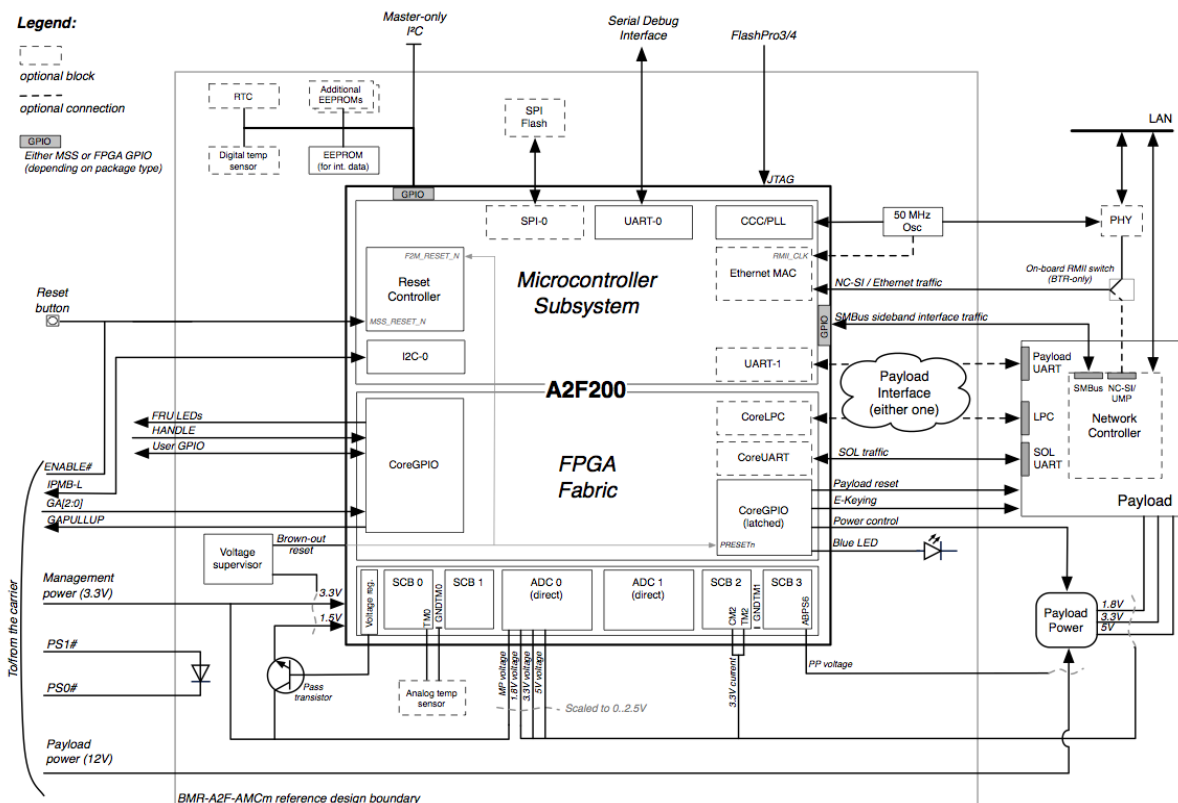 Legend:
optional block
optional connection
GPIO
Either MSS or FPGA GPIO
(depending on package type)
Master-only
I²C
Serial Debug
Interface
FlashPro3/4
LAN
RTC
Additional
EEPROMs
Digital temp
sensor
EEPROM
(for int. data)
SPI
Flash
JTAG
GPIO
SPI-0
UART-0
CCC/PLL
50 MHz
Osc
PHY
F2M_RESET_N
Reset
Controller
MSS_RESET_N
Microcontroller
Subsystem
RMII_CLK
Ethernet MAC
On-board RMII switch
(BTR-only)
NC-SI / Ethernet traffic
Reset
button
GPIO
SMBus sideband interface traffic
I2C-0
UART-1
Payload
Interface
(either one)
Payload
UART
SMBus
NC-SI/
UMP
Network
Controller
A2F200
FRU LEDs
HANDLE
User GPIO
CoreGPIO
FPGA
Fabric
CoreLPC
LPC
CoreUART
SOL traffic
SOL
UART
Payload
ENABLE#
IPMB-L
GA[2:0]
GAPULLUP
CoreGPIO
(latched)
PRESETn
Payload reset
E-Keying
Power control
Blue LED
Brown-out
reset
Voltage
supervisor
Management
power (3.3V)
3.3V
1.5V
Voltage reg.
SCB 0
TM0
GNDTM0
SCB 1
ADC 0
(direct)
ADC 1
(direct)
SCB 2
CM2
TM2
GNDTM1
SCB 3
ABPS6
Payload
Power
1.8V
3.3V
5V
To/from the carrier
PS1#
PS0#
Pass
transistor
Analog temp
sensor
MP voltage
1.8V voltage
3.3V voltage
5V voltage
Scaled to 0..2.5V
3.3V current
PP voltage
Payload
power (12V)
BMR-A2F-AMCm reference design boundary